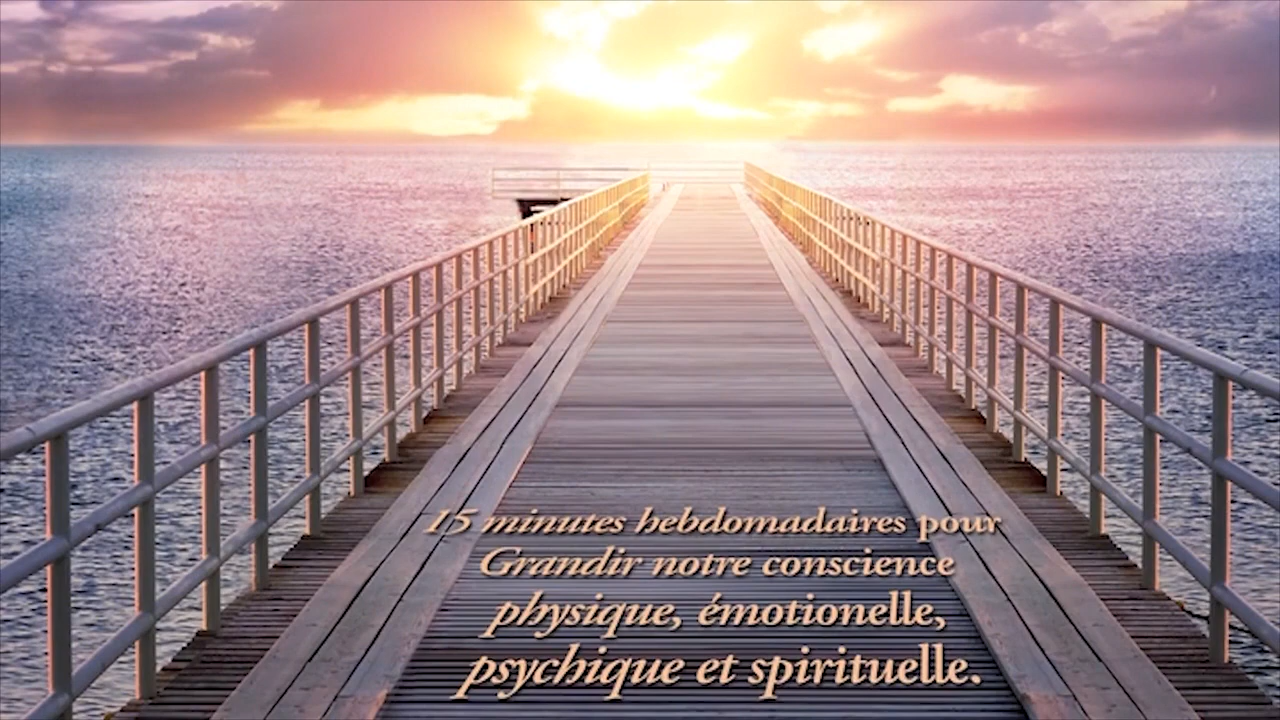 15 minutes hebdomadaires pour
Grandir notre conscience
physique, émotionelle,
psychique et spirituelle.